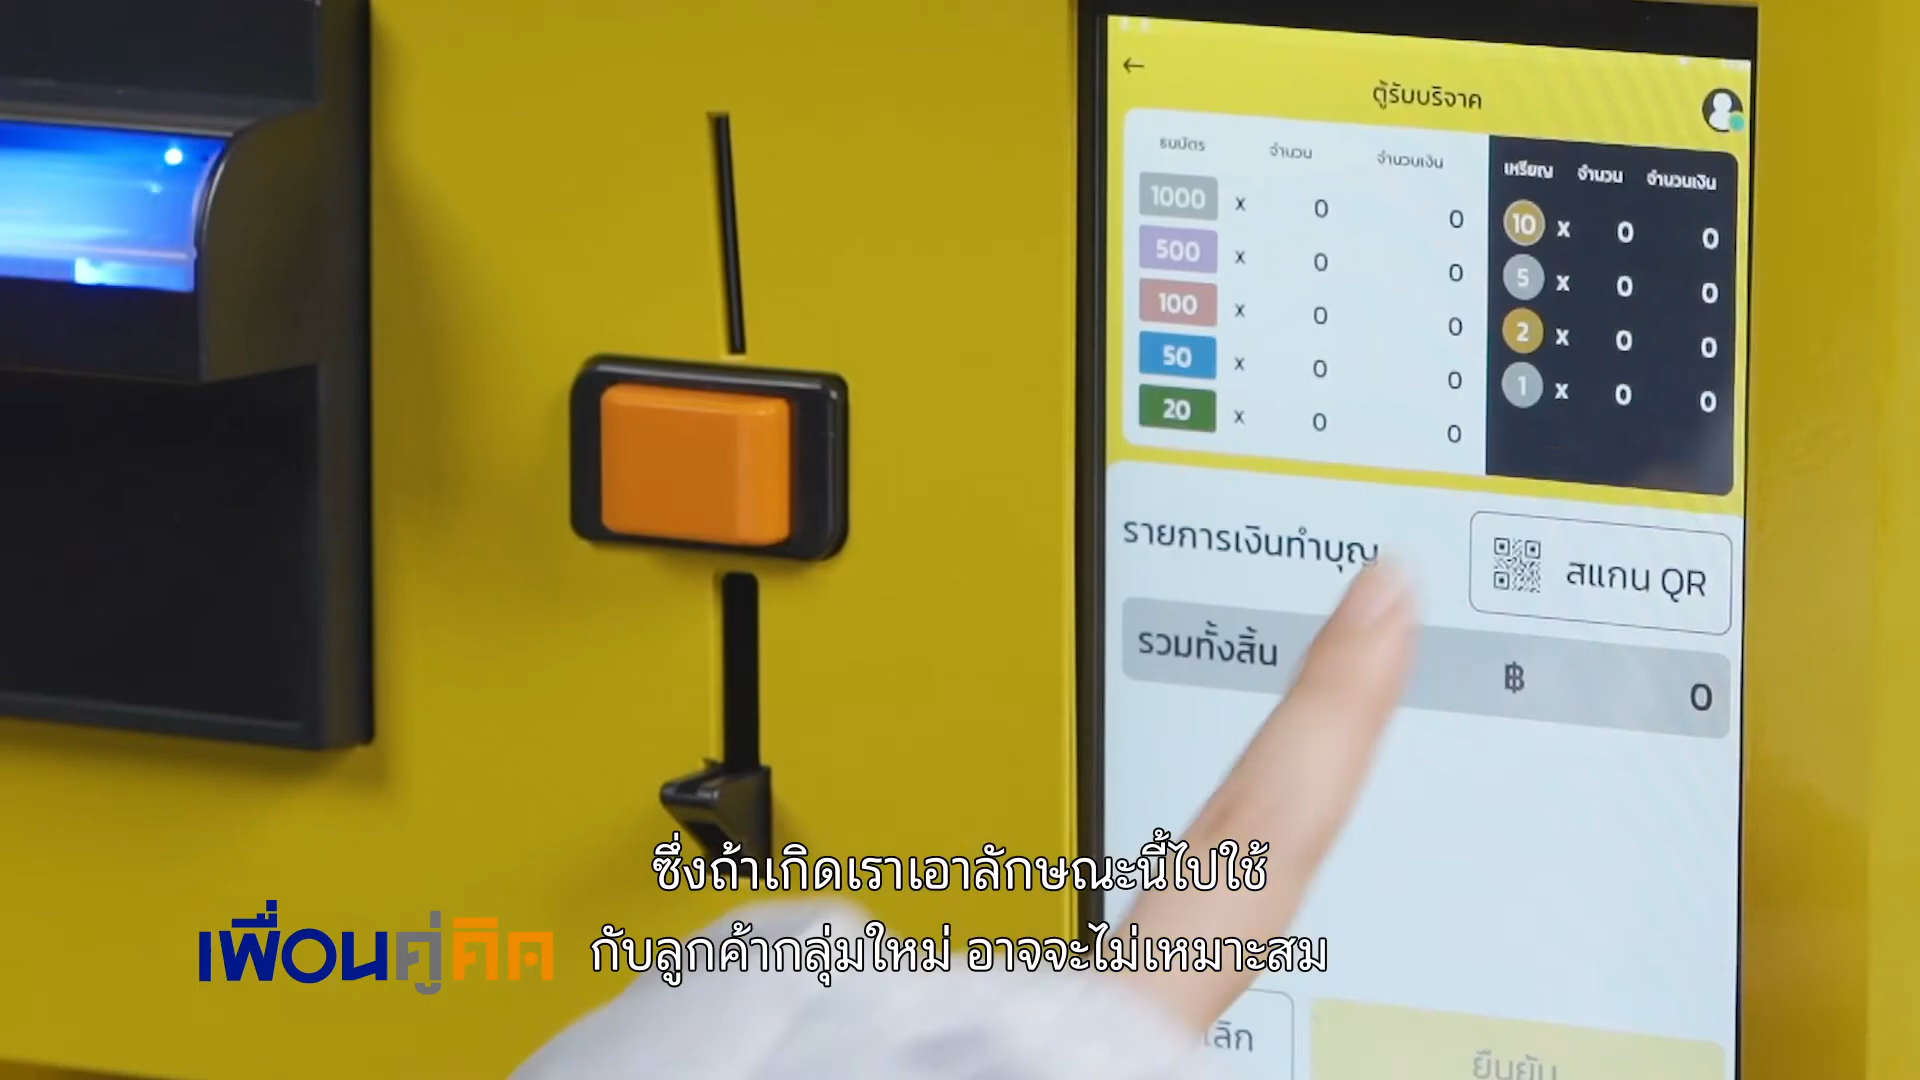 ตู้รับบริจาค
ธนบัตร จำนวน จำนวนเงิน
1000 x 0 0
500 x 0 0
100 x 0 0
50 x 0 0
20 x 0 0
เหรียญ จำนวน จำนวนเงิน
10 x 0 0
5 x 0 0
2 x 0 0
1 x 0 0
รายการเงินทำบุญ
สแกน QR
รวมทั้งสิ้น ฿ 0
ซึ่งถ้าเกิดเราเอาลักษณะนี้ไปใช้
กับลูกค้ากลุ่มใหม่ อาจจะไม่เหมาะสม
เพื่อนคู่คิด
ยืนยัน